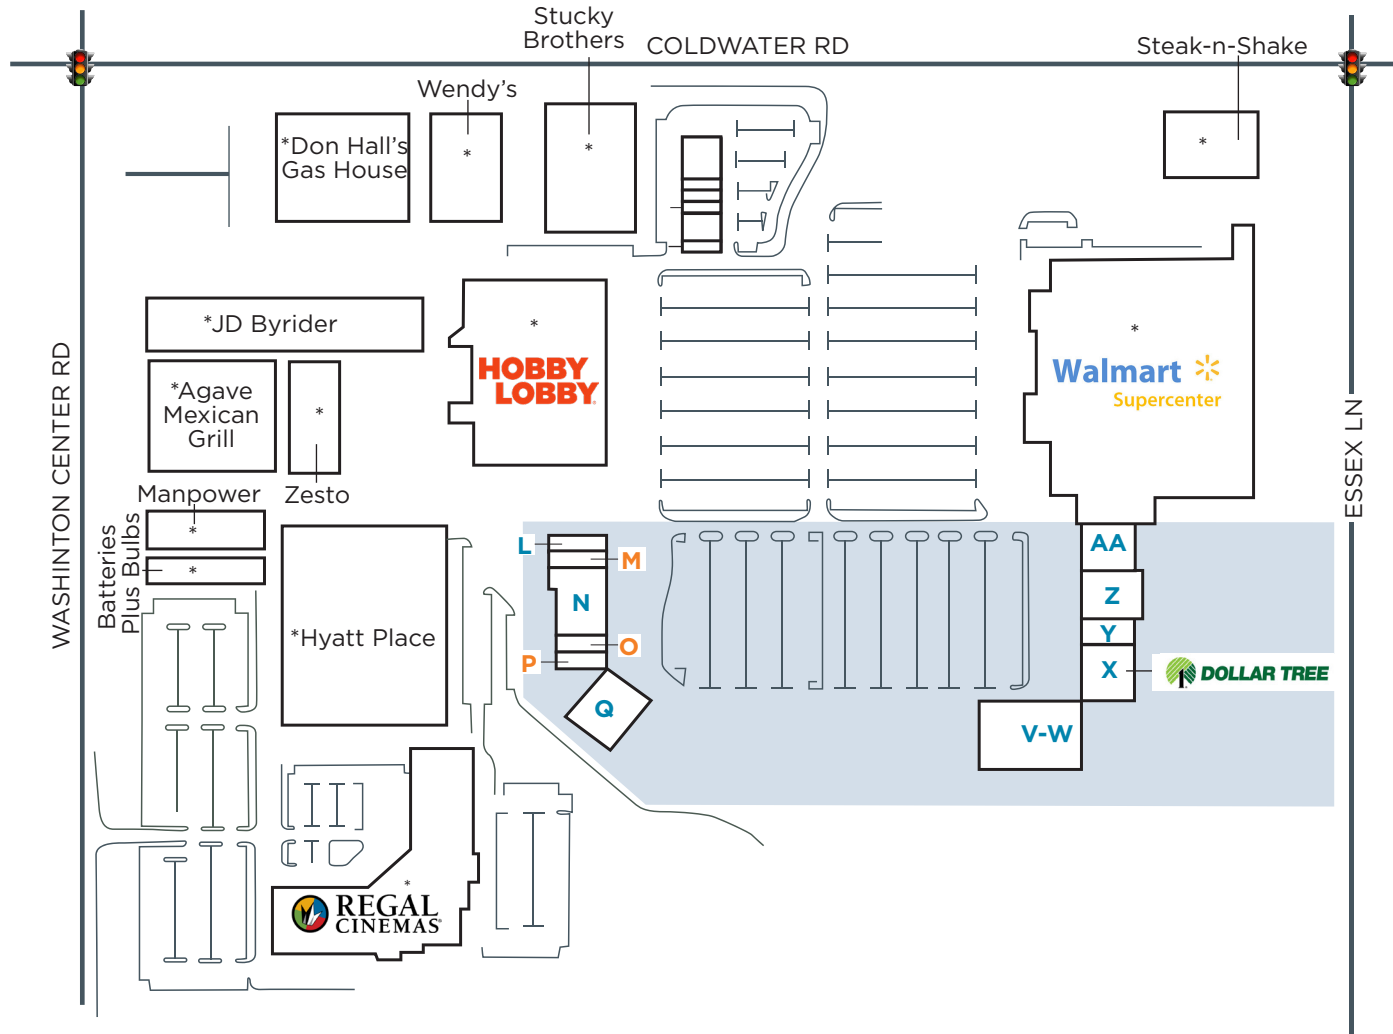 Stucky
Brothers
COLDWATER RD
Steak-n-Shake
Wendy's
*Don Hall's
Gas House
*
*
*
*JD Byrider
*
HOBBY
LOBBY
*
Walmart
Supercenter
WASHINTON CENTER RD
ESSEX LN
*Agave
Mexican
Grill
*
Manpower
Zesto
*
Batteries
Plus Bulbs
*
L
M
N
O
P
Q
AA
Z
Y
X
DOLLAR TREE
V-W
*Hyatt Place
*
REGAL
CINEMAS